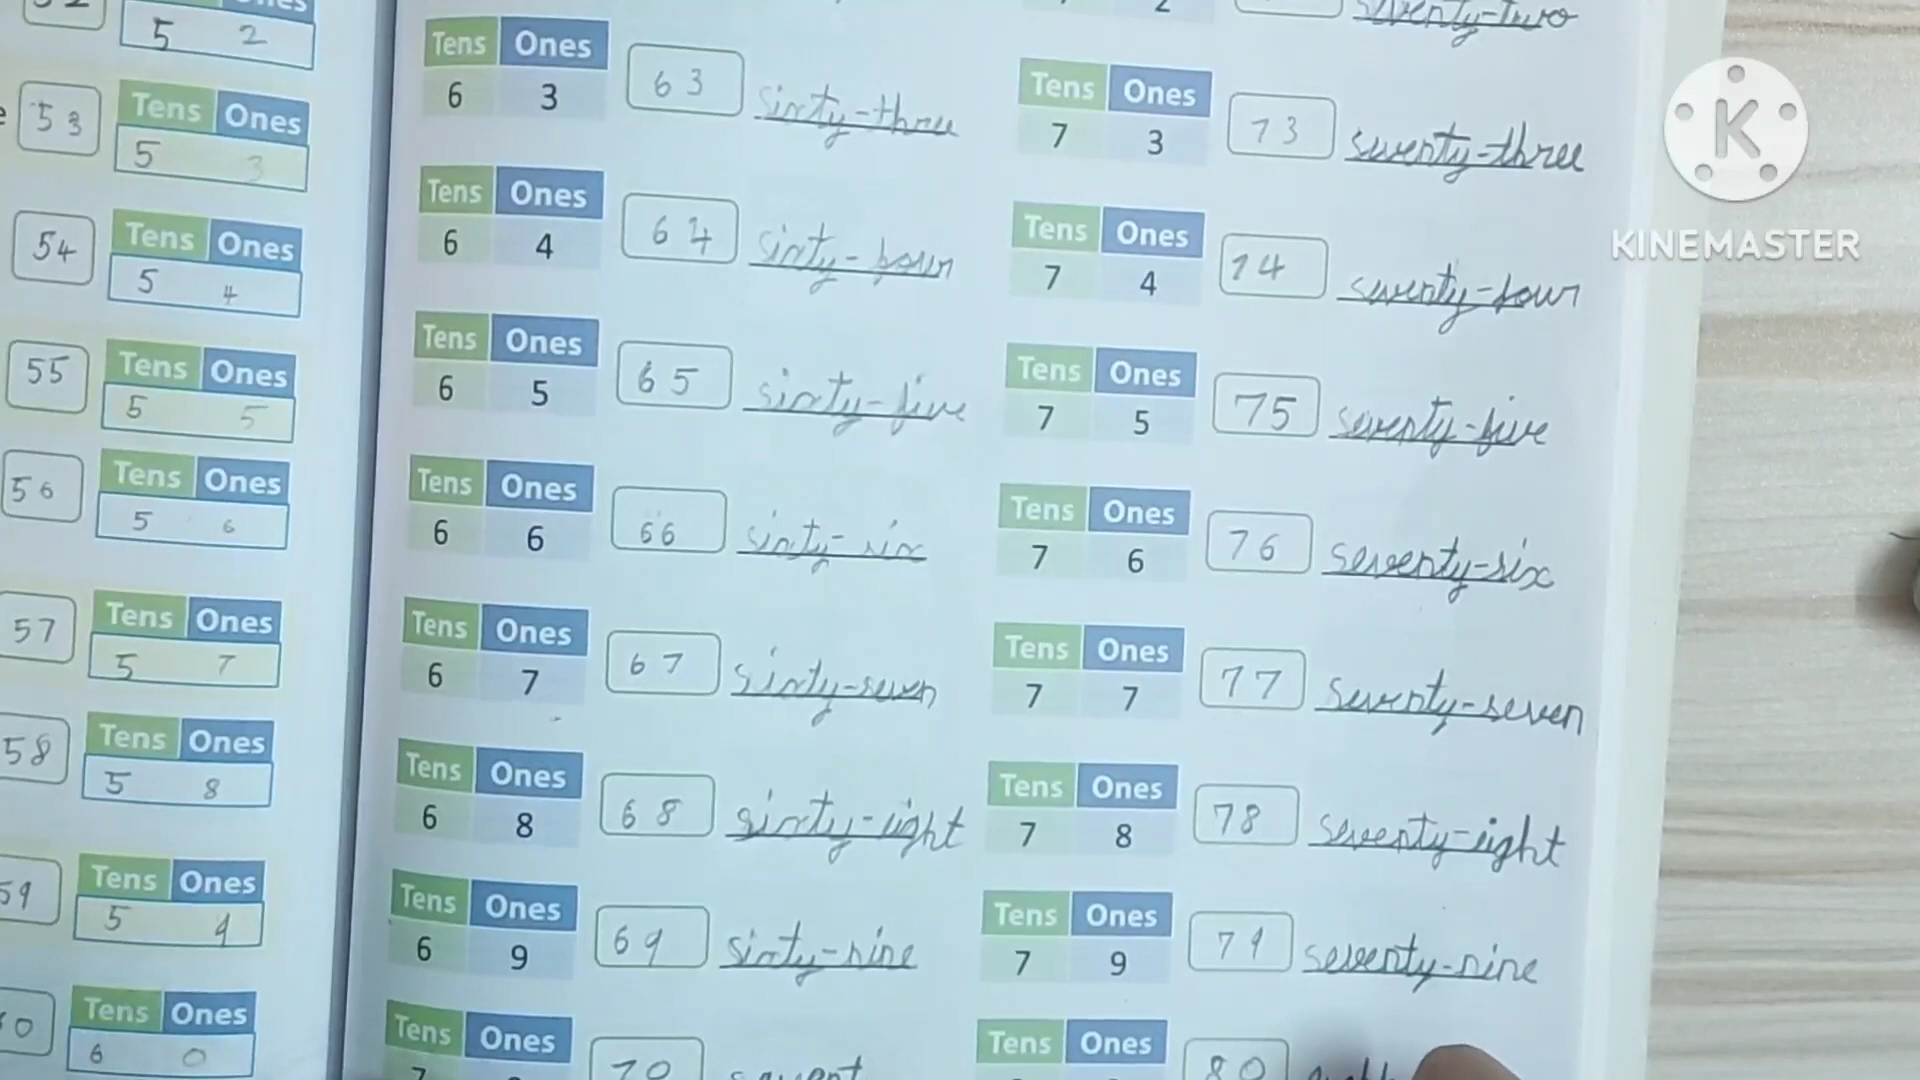 5 2
53 Tens Ones
5 3
54 Tens Ones
5 4
55 Tens Ones
5 5
56 Tens Ones
5 6
57 Tens Ones
5 7
58 Tens Ones
5 8
59 Tens Ones
5 9
Tens Ones
6 0
Tens Ones
6 3
63 sixty-three
Tens Ones
6 4
64 sixty-four
Tens Ones
6 5
65 sixty-five
Tens Ones
6 6
66 sixty-six
Tens Ones
6 7
67 sixty-seven
Tens Ones
6 8
68 sixty-eight
Tens Ones
6 9
69 sixty-nine
Tens Ones
70
seventy-two
Tens Ones
7 3
73 seventy-three
Tens Ones
7 4
74 seventy-four
Tens Ones
7 5
75 seventy-five
Tens Ones
7 6
76 seventy-six
Tens Ones
7 7
77 seventy-seven
Tens Ones
7 8
78 seventy-eight
Tens Ones
7 9
79 seventy-nine
Tens Ones
80
K
KINEMASTER